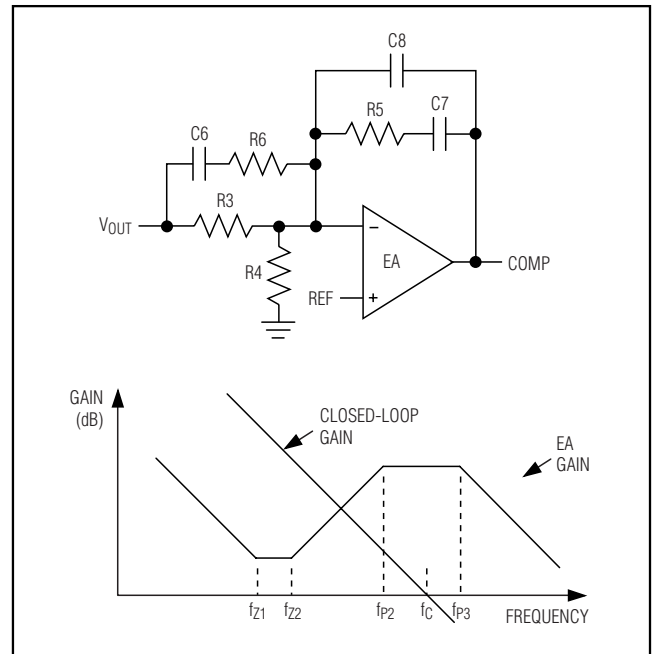 C8
R5
C7
C6
R6
R3
VOUT
R4
−
EA
COMP
REF
+
GAIN
(dB)
CLOSED-LOOP
GAIN
EA
GAIN
fZ1
fZ2
fP2
fC
fP3
FREQUENCY